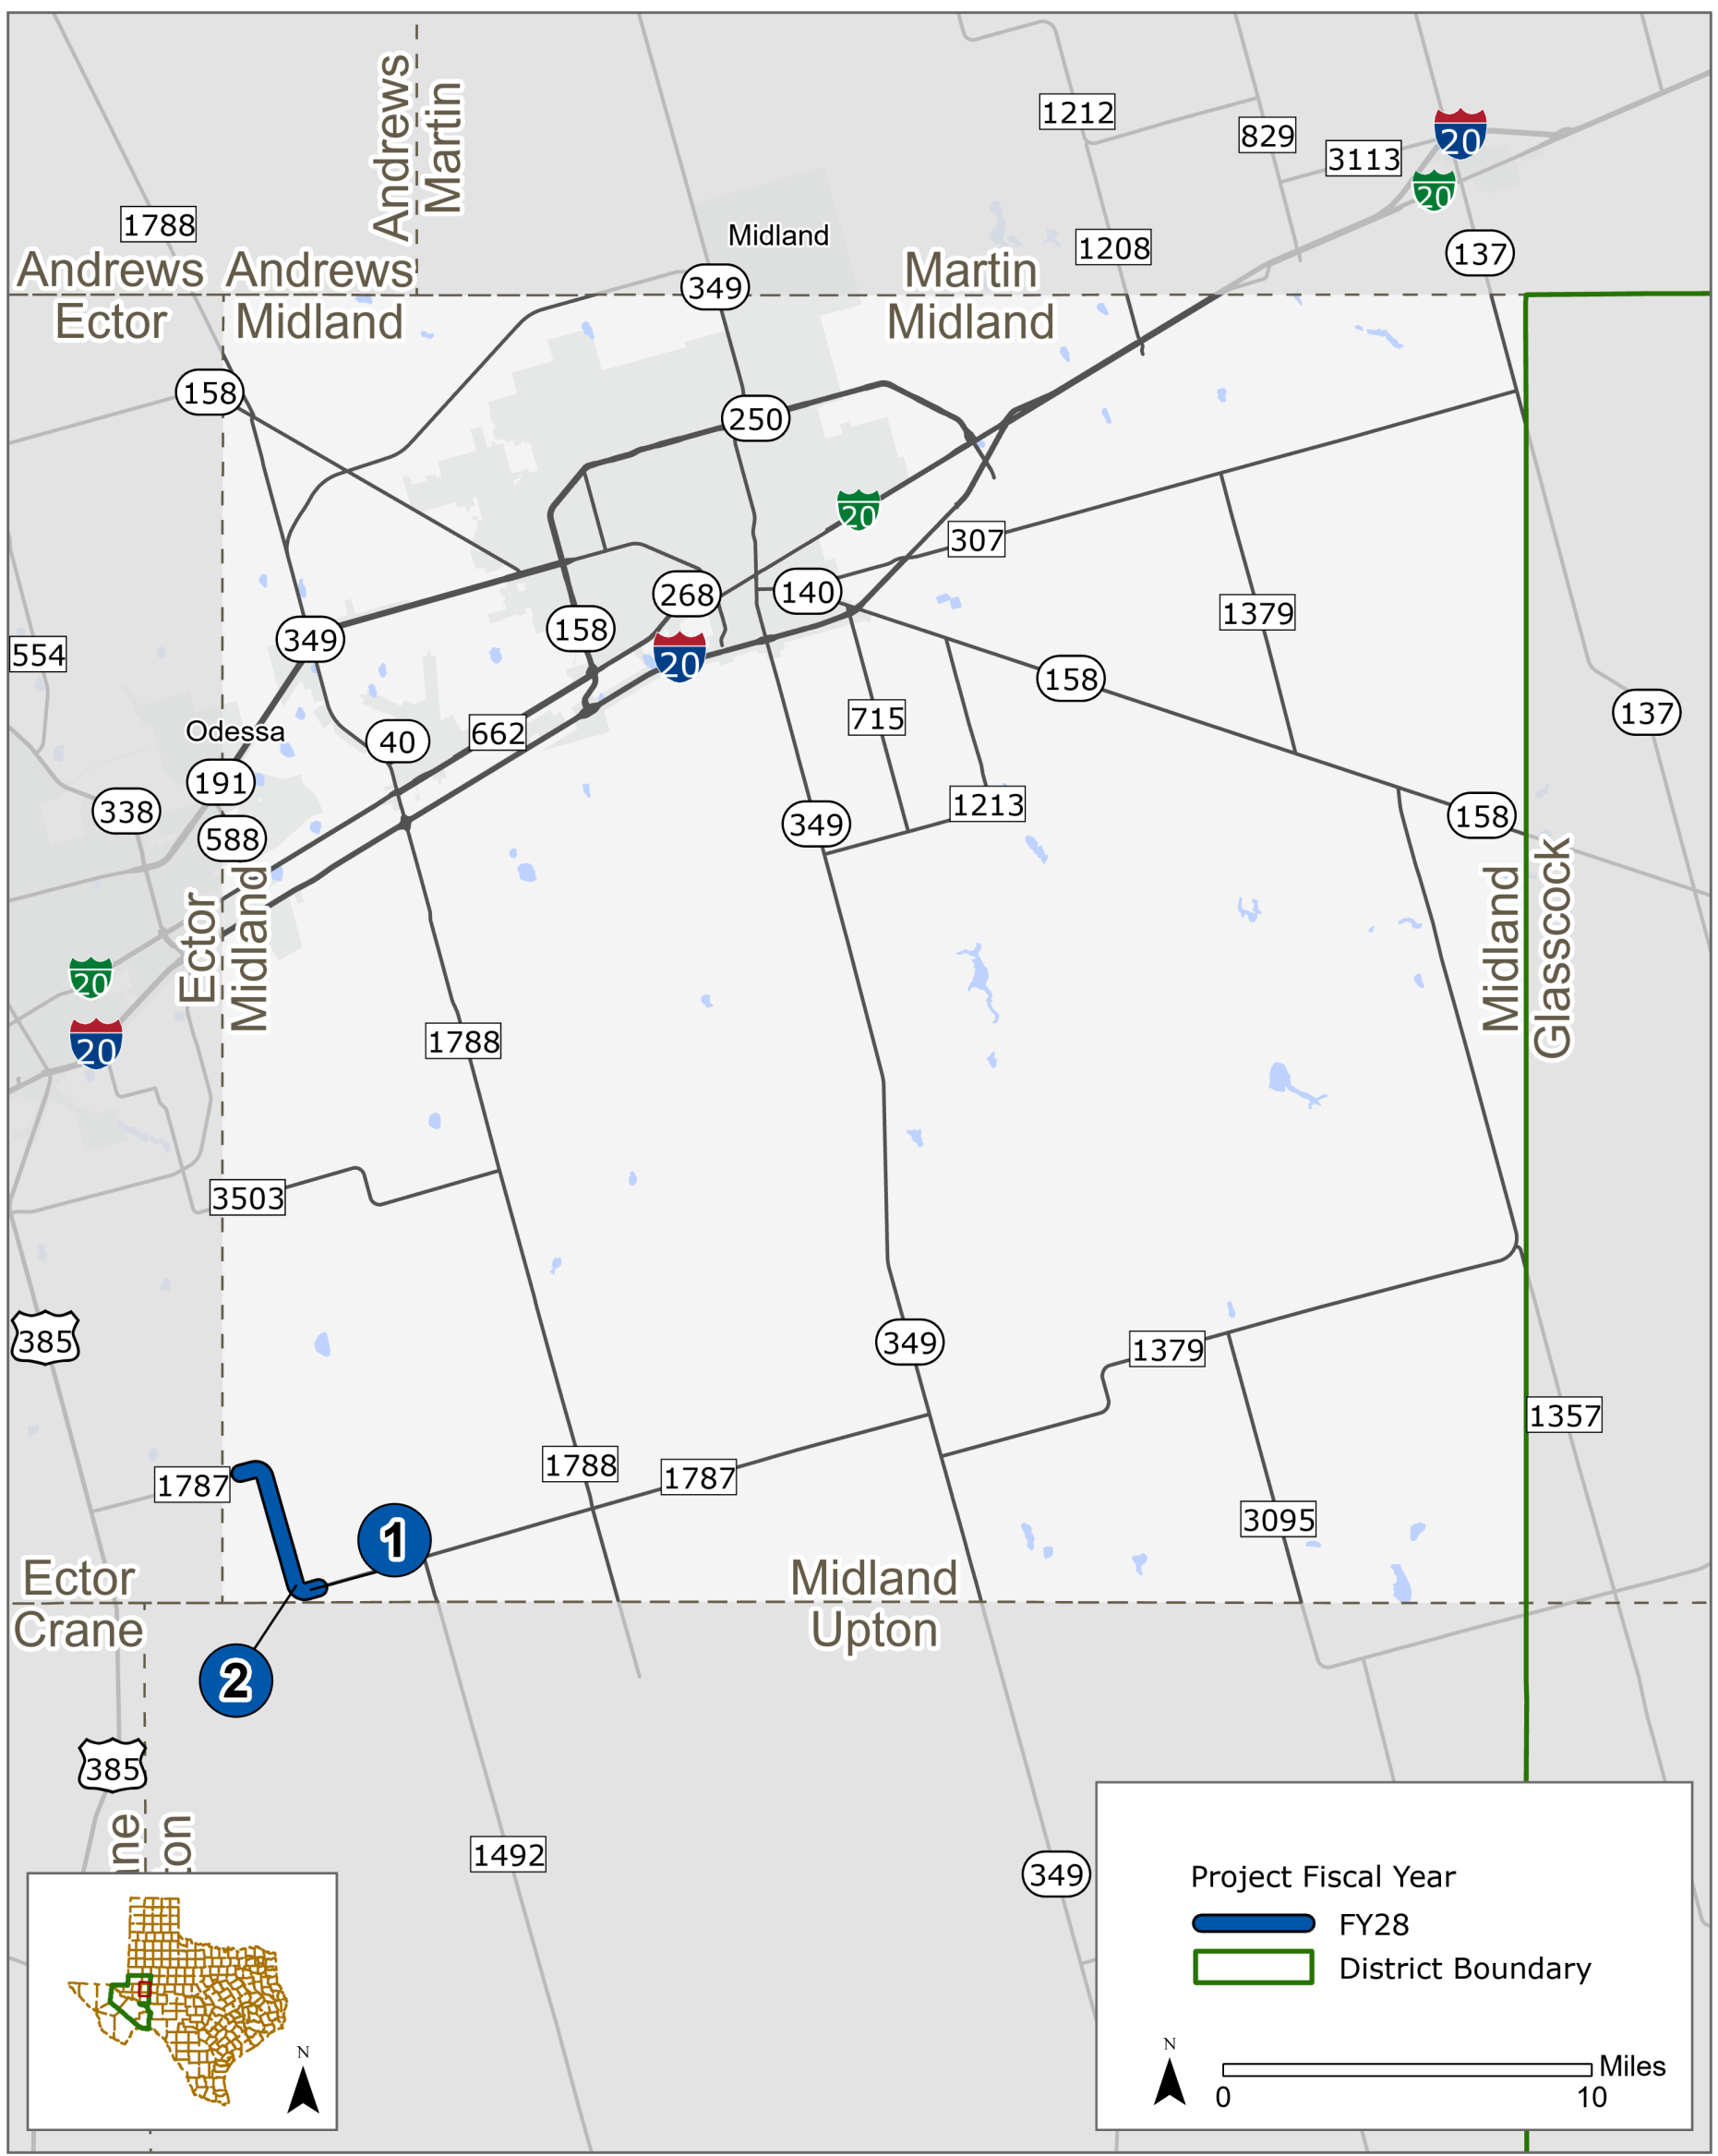 Andrews
Martin
1212
829
3113
20
20
1788
Midland
1208
137
Andrews
Andrews
349
Martin
Ector
Midland
Midland
158
250
20
307
268
140
158
1379
349
20
554
158
137
715
Odessa
40
662
191
1213
338
349
158
588
Ector
Midland
Midland
Glasscock
20
20
1788
3503
385
349
1379
1357
1788
1787
1787
3095
1
Ector
Midland
Crane
Upton
2
385
1492
349
Project Fiscal Year
FY28
District Boundary
N
N
Miles
0
10